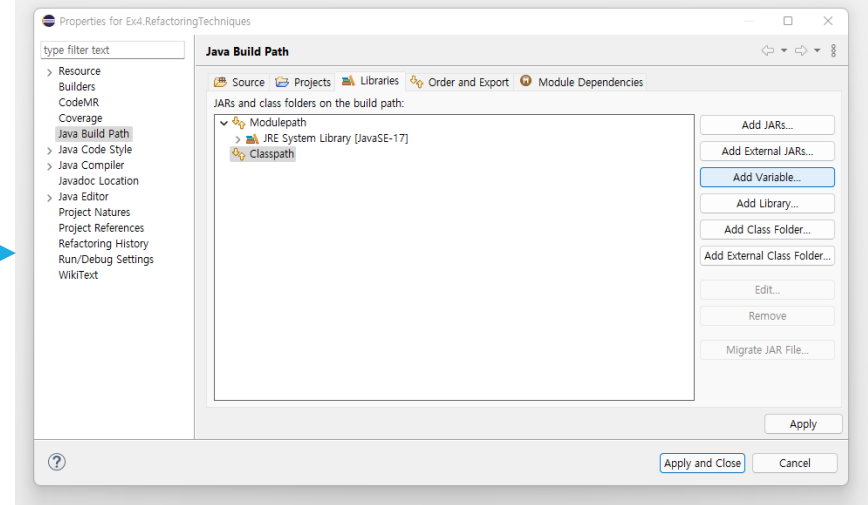 Properties for Ex4.RefactoringTechniques
type filter text
Resource
Builders
CodeMR
Coverage
Java Build Path
Java Code Style
Java Compiler
Javadoc Location
Java Editor
Project Natures
Project References
Refactoring History
Run/Debug Settings
WikiText
Java Build Path
Source Projects Libraries Order and Export Module Dependencies
JARs and class folders on the build path:
Modulepath
JRE System Library [JavaSE-17]
Classpath
Add JARs...
Add External JARs...
Add Variable...
Add Library...
Add Class Folder...
Add External Class Folder...
Edit...
Remove
Migrate JAR File...
Apply
Apply and Close Cancel